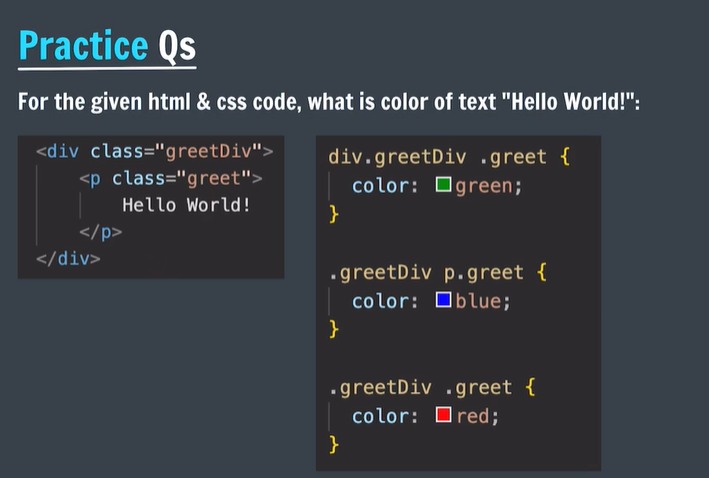 Practice Qs
For the given html & css code, what is color of text "Hello World!":
<div class="greetDiv">
<p class="greet">
Hello World!
</p>
</div>
div.greetDiv .greet {
color: green;
}
.greetDiv p.greet {
color: blue;
}
.greetDiv .greet {
color: red;
}